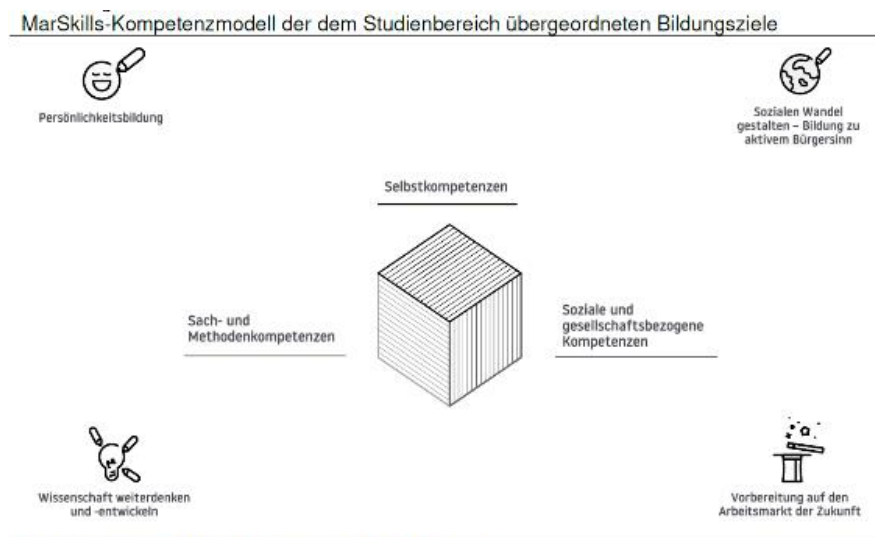 MarSkills-Kompetenzmodell der dem Studienbereich übergeordneten Bildungsziele
Persönlichkeitsbildung
Sozialen Wandel
gestalten – Bildung zu
aktivem Bürgersinn
Selbstkompetenzen
Sach- und
Methodenkompetenzen
Soziale und
gesellschaftsbezogene
Kompetenzen
Wissenschaft weiterdenken
und -entwickeln
Vorbereitung auf den
Arbeitsmarkt der Zukunft